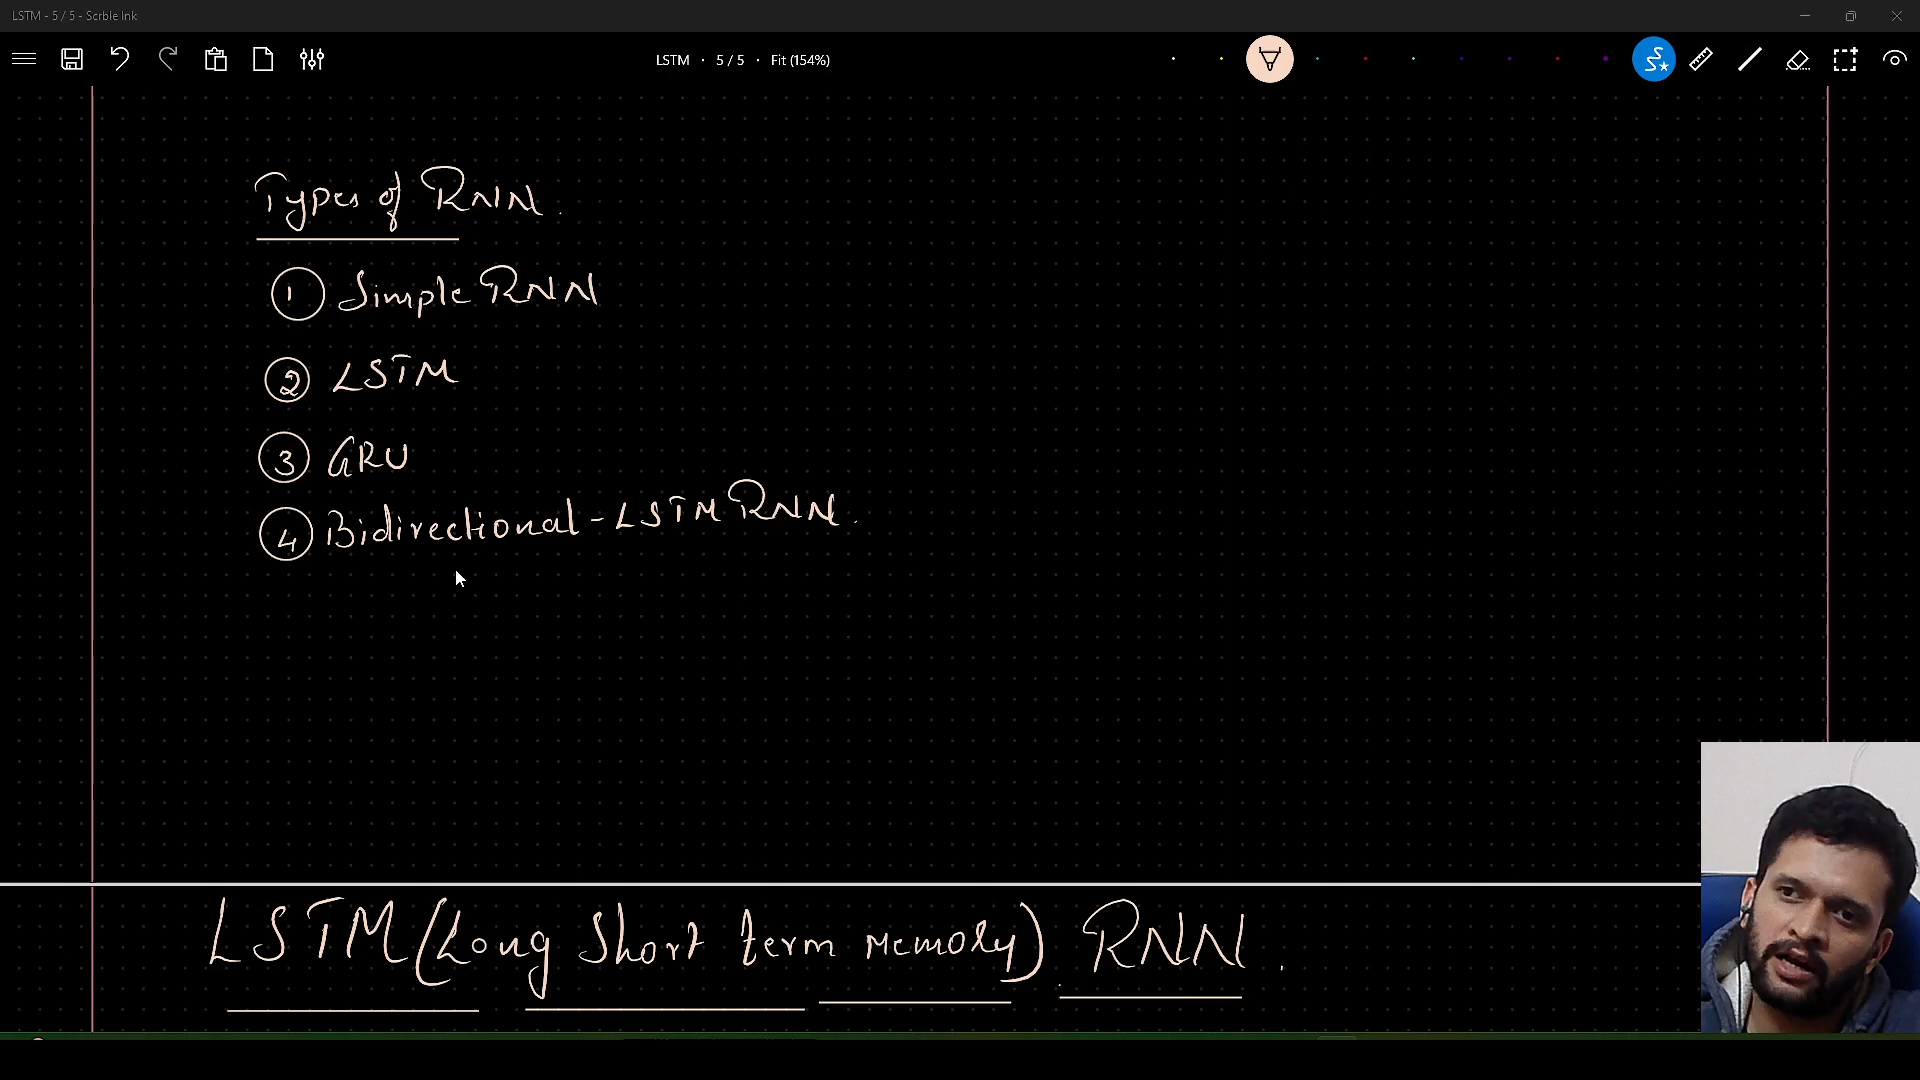 LSTM - 5 / 5 - Scrble Ink
LSTM · 5 / 5 · Fit (154%)
Types of RNN.
1 Simple RNN
2 LSTM
3 GRU
4 Bidirectional - LSTM RNN.
LSTM (Long Short term Memory) RNN.